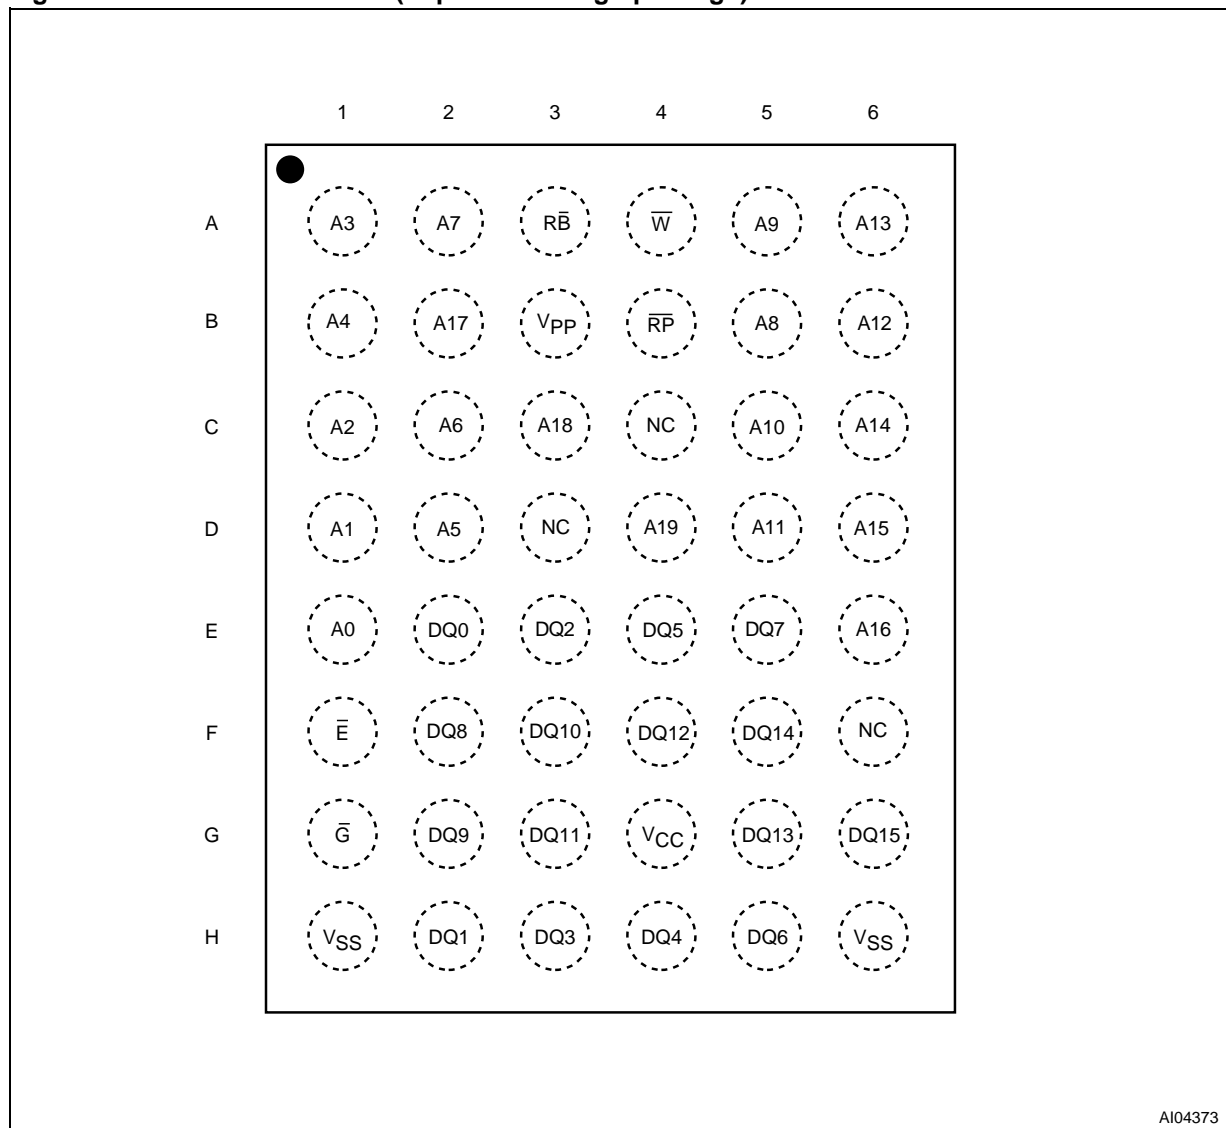 1 2 3 4 5 6
A A3 A7 RB̅ W̅ A9 A13
B A4 A17 VPP R̅P̅ A8 A12
C A2 A6 A18 NC A10 A14
D A1 A5 NC A19 A11 A15
E A0 DQ0 DQ2 DQ5 DQ7 A16
F E̅ DQ8 DQ10 DQ12 DQ14 NC
G G̅ DQ9 DQ11 VCC DQ13 DQ15
H VSS DQ1 DQ3 DQ4 DQ6 VSS
AI04373